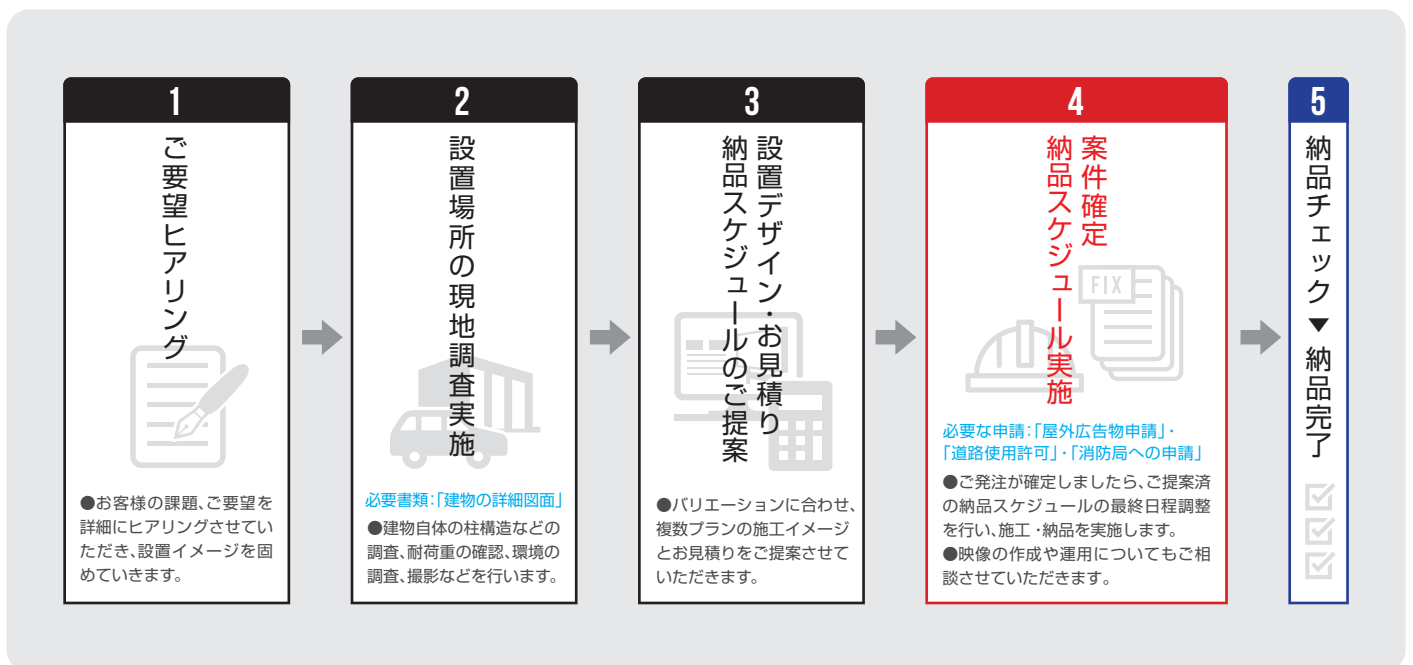 1
ご要望ヒアリング
●お客様の課題、ご要望を
詳細にヒアリングさせてい
ただき、設置イメージを固
めていきます。
2
設置場所の現地調査実施
必要書類:「建物の詳細図面」
●建物自体の柱構造などの
調査、耐荷重の確認、環境の
調査、撮影などを行います。
3
設置デザイン・お見積り
納品スケジュールのご提案
●バリエーションに合わせ、
複数プランの施工イメージ
とお見積りをご提案させて
いただきます。
4
案件確定
納品スケジュール実施
FIX
必要な申請:「屋外広告物申請」・
「道路使用許可」・「消防局への申請」
●ご発注が確定しましたら、ご提案済
の納品スケジュールの最終日程調整
を行い、施工・納品を実施します。
●映像の作成や運用についてもご相
談させていただきます。
5
納品チェック▼納品完了